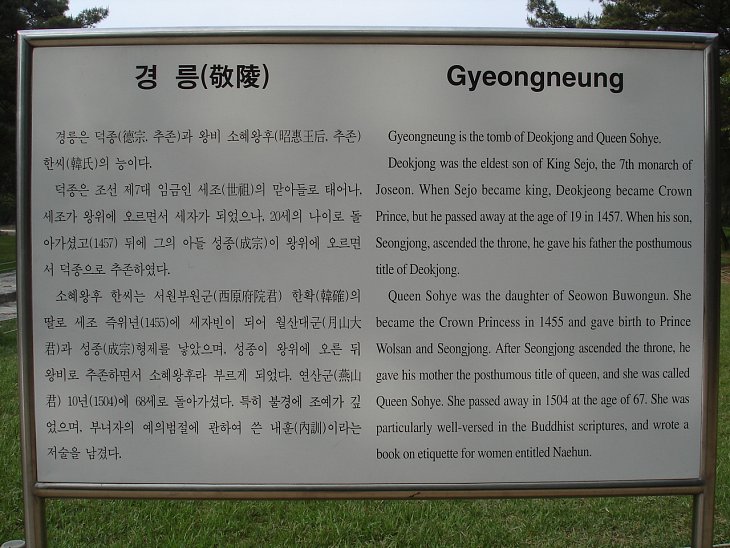 경 릉(敬陵)
경릉은 덕종(德宗, 추존)과 왕비 소혜왕후(昭惠王后, 추존)
한씨(韓氏)의 능이다.
덕종은 조선 제7대 임금인 세조(世祖)의 맏아들로 태어나,
세조가 왕위에 오르면서 세자가 되었으나, 20세의 나이로 돌
아가셨고(1457) 뒤에 그의 아들 성종(成宗)이 왕위에 오르면
서 덕종으로 추존하였다.
소혜왕후 한씨는 서원부원군(西原府院君) 한확(韓確)의
딸로 세조 즉위년(1455)에 세자빈이 되어 월산대군(月山大
君)과 성종(成宗)형제를 낳았으며, 성종이 왕위에 오른 뒤
왕비로 추존하면서 소혜왕후라 부르게 되었다. 연산군(燕山
君) 10년(1504)에 68세로 돌아가셨다. 특히 불경에 조예가 깊
었으며, 부녀자의 예의범절에 관하여 쓴 내훈(內訓)이라는
저술을 남겼다.
Gyeongneung
Gyeongneung is the tomb of Deokjong and Queen Sohye.
Deokjong was the eldest son of King Sejo, the 7th monarch of
Joseon. When Sejo became king, Deokjeong became Crown
Prince, but he passed away at the age of 19 in 1457. When his son,
Seongjong, ascended the throne, he gave his father the posthumous
title of Deokjong.
Queen Sohye was the daughter of Seowon Buwongun. She
became the Crown Princess in 1455 and gave birth to Prince
Wolsan and Seongjong. After Seongjong ascended the throne, he
gave his mother the posthumous title of queen, and she was called
Queen Sohye. She passed away in 1504 at the age of 67. She was
particularly well-versed in the Buddhist scriptures, and wrote a
book on etiquette for women entitled Naehun.